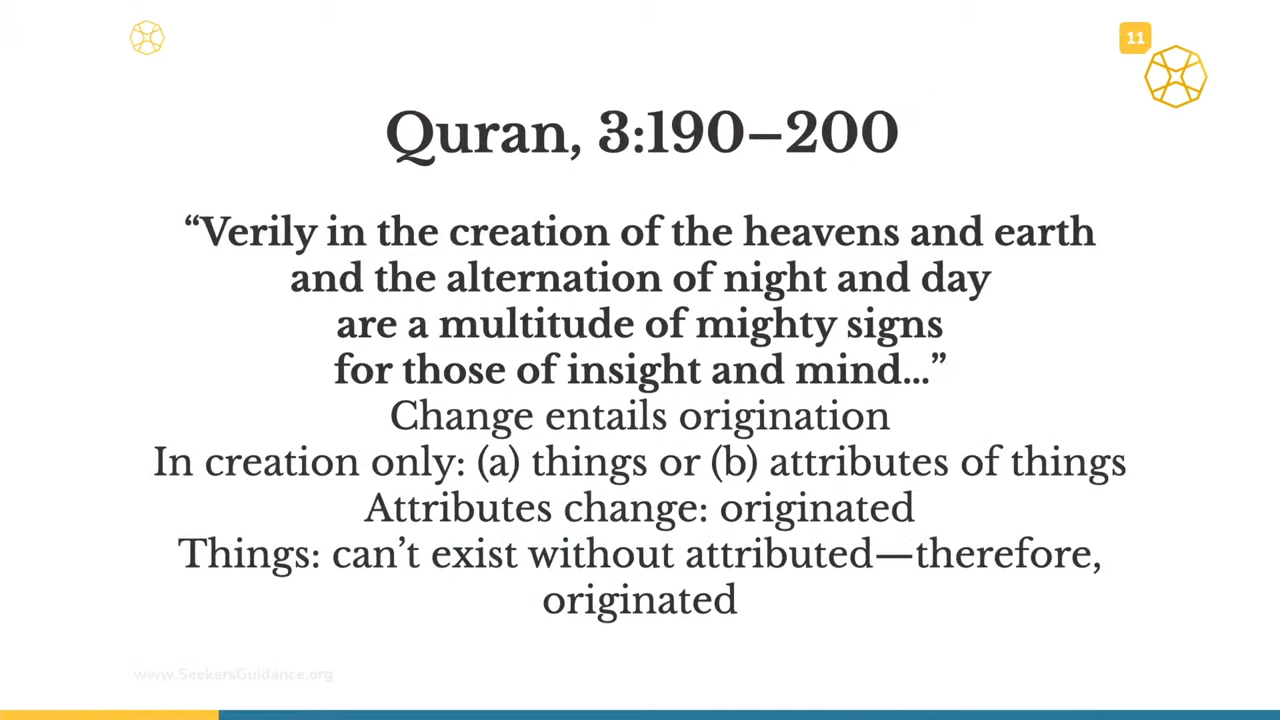 11
Quran, 3:190–200
“Verily in the creation of the heavens and earth
and the alternation of night and day
are a multitude of mighty signs
for those of insight and mind...”
Change entails origination
In creation only: (a) things or (b) attributes of things
Attributes change: originated
Things: can’t exist without attributed—therefore,
originated
www.SeekersGuidance.org